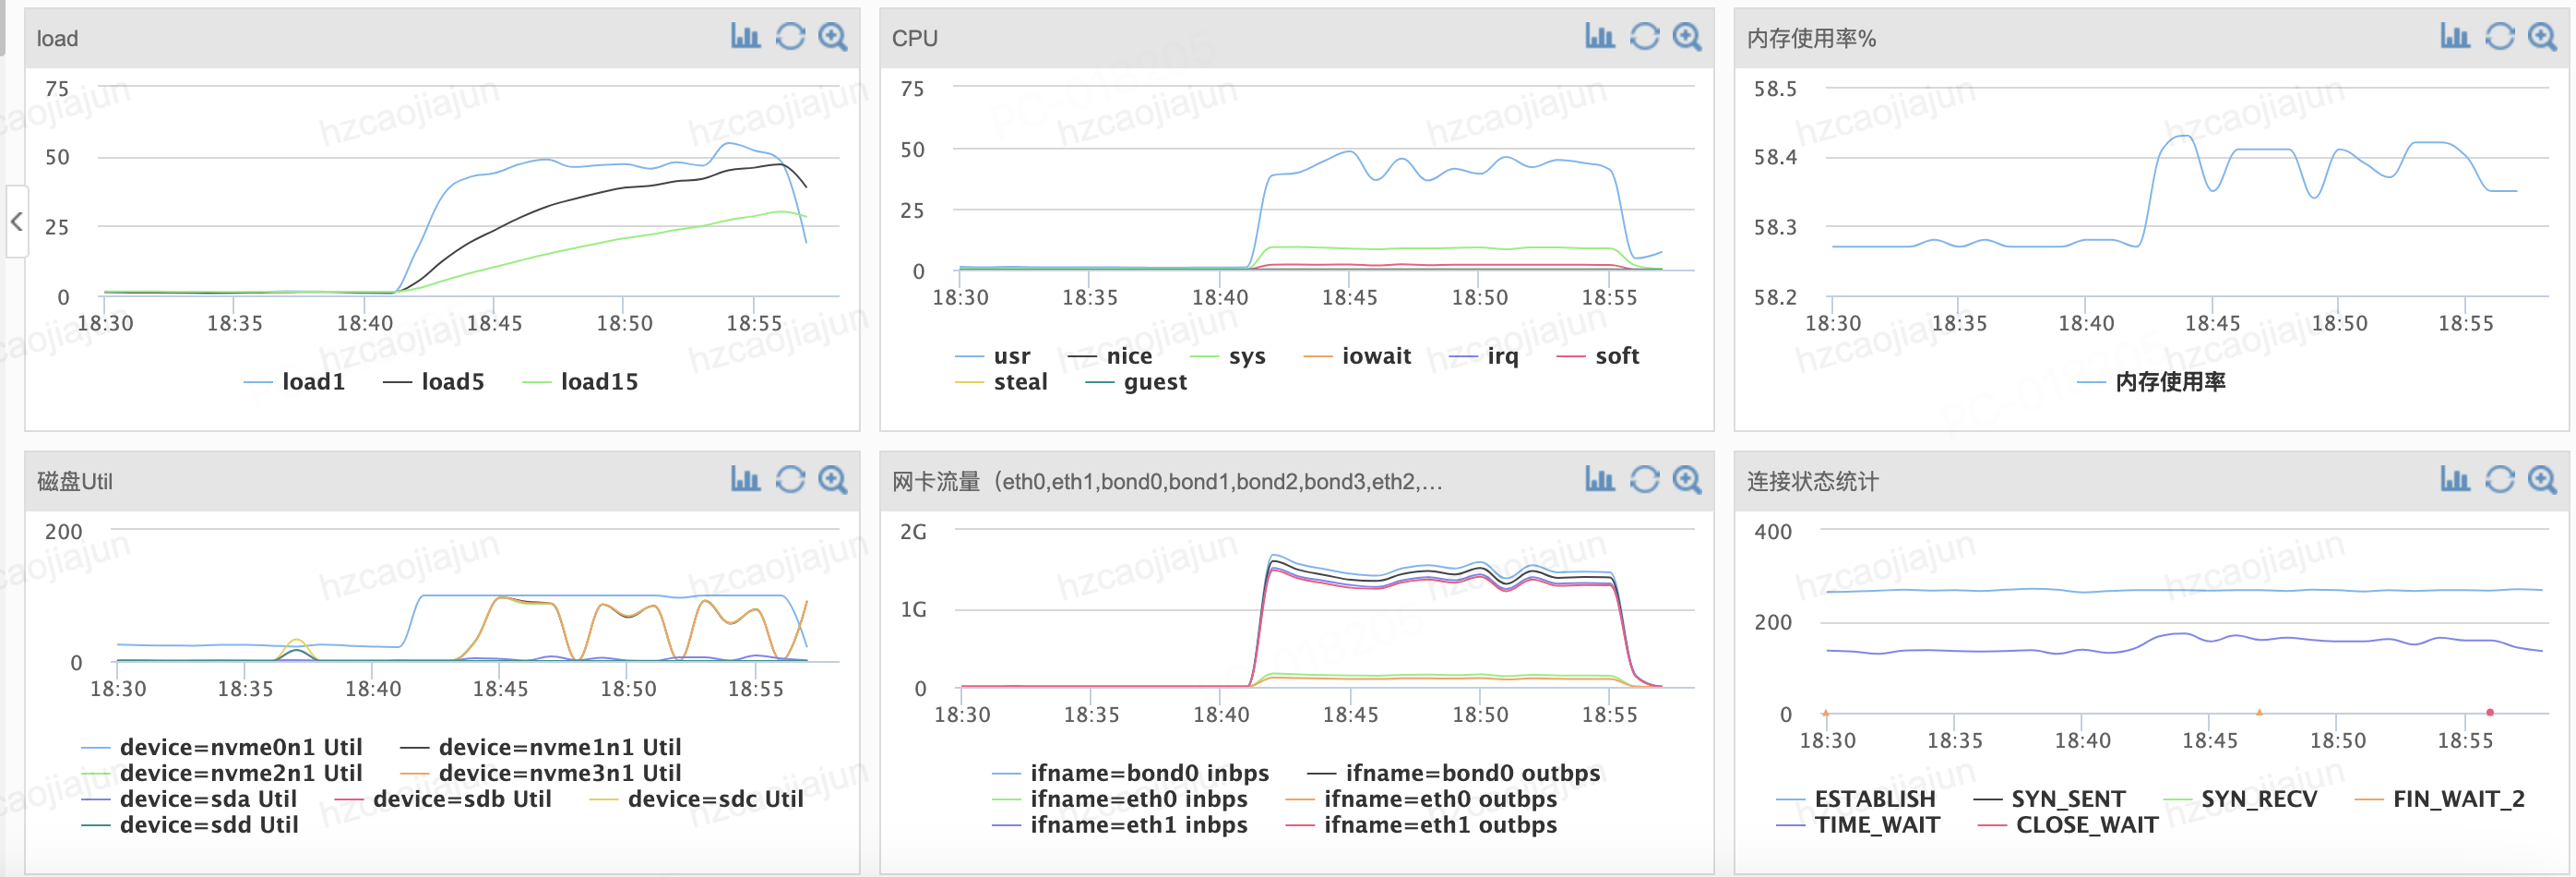 load
75
50
25
0
18:30 18:35 18:40 18:45 18:50 18:55
load1 load5 load15
CPU
75
50
25
0
18:30 18:35 18:40 18:45 18:50 18:55
usr nice sys iowait irq soft
steal guest
内存使用率%
58.5
58.4
58.3
58.2
18:30 18:35 18:40 18:45 18:50 18:55
内存使用率
磁盘Util
200
0
18:30 18:35 18:40 18:45 18:50 18:55
device=nvme0n1 Util device=nvme1n1 Util
device=nvme2n1 Util device=nvme3n1 Util
device=sda Util device=sdb Util device=sdc Util
device=sdd Util
网卡流量（eth0,eth1,bond0,bond1,bond2,bond3,eth2,...
2G
1G
0
18:30 18:35 18:40 18:45 18:50 18:55
ifname=bond0 inbps ifname=bond0 outbps
ifname=eth0 inbps ifname=eth0 outbps
ifname=eth1 inbps ifname=eth1 outbps
连接状态统计
400
200
0
18:30 18:35 18:40 18:45 18:50 18:55
ESTABLISH SYN_SENT SYN_RECV FIN_WAIT_2
TIME_WAIT CLOSE_WAIT
hzcaojiajun
PC-018205